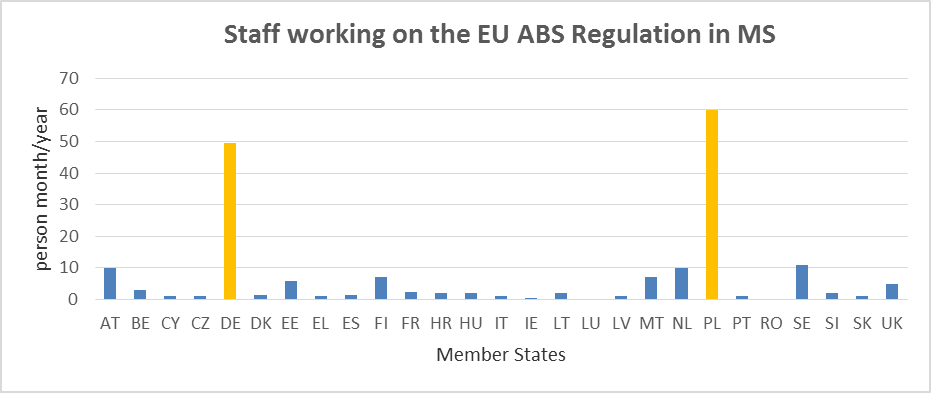 Staff working on the EU ABS Regulation in MS
person month/year
70
60
50
40
30
20
10
0
AT BE CY CZ DE DK EE EL ES FI FR HR HU IT IE LT LU LV MT NL PL PT RO SE SI SK UK
Member States